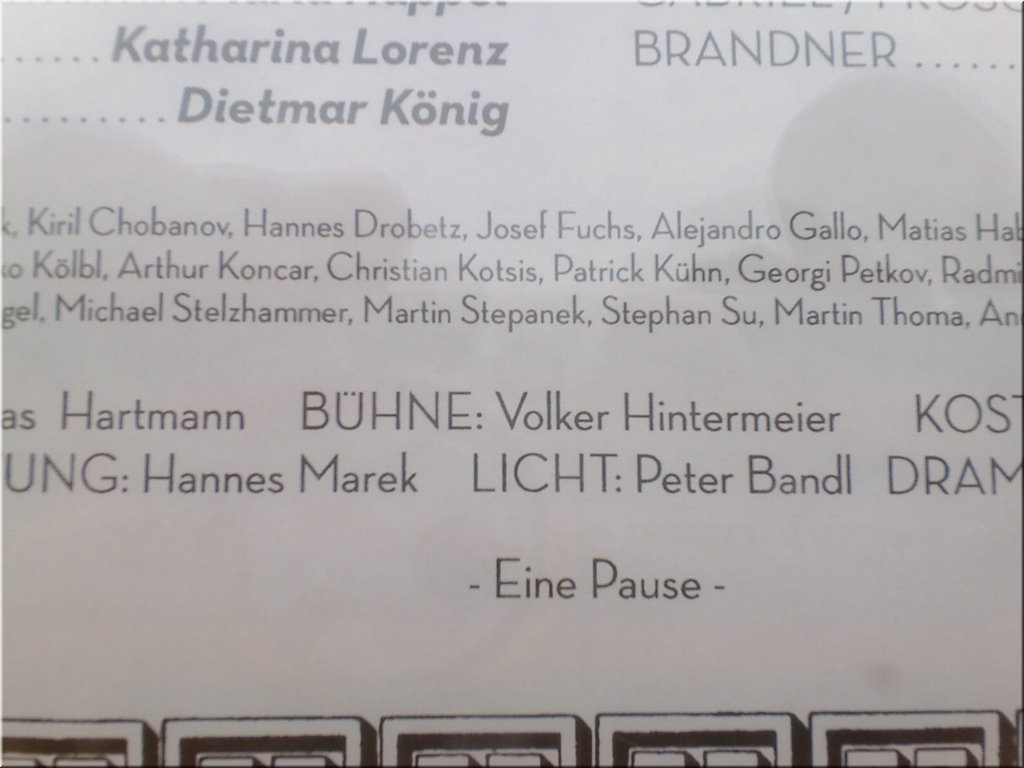 Katharina Lorenz BRANDNER
Dietmar König
Kiril Chobanov, Hannes Drobetz, Josef Fuchs, Alejandro Gallo, Matias
Kölbl, Arthur Koncar, Christian Kotsis, Patrick Kühn, Georgi Petkov,
Michael Stelzhammer, Martin Stepanek, Stephan Su, Martin Thoma,
Hartmann BÜHNE: Volker Hintermeier
Hannes Marek LICHT: Peter Bandl
- Eine Pause -